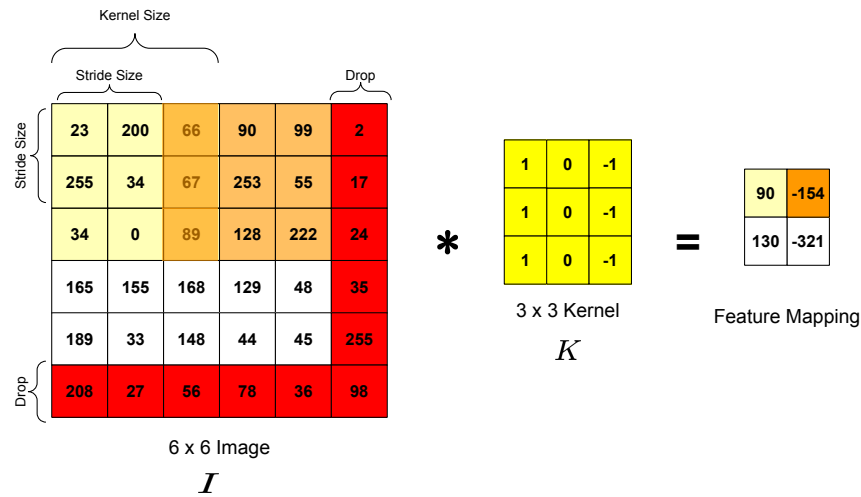 Kernel Size
Stride Size
Drop
Stride Size
23 200 66 90 99 2
255 34 67 253 55 17
34 0 89 128 222 24
165 155 168 129 48 35
189 33 148 44 45 255
Drop
208 27 56 78 36 98
6 x 6 Image
I
*
1 0 -1
1 0 -1
1 0 -1
3 x 3 Kernel
K
=
90 -154
130 -321
Feature Mapping